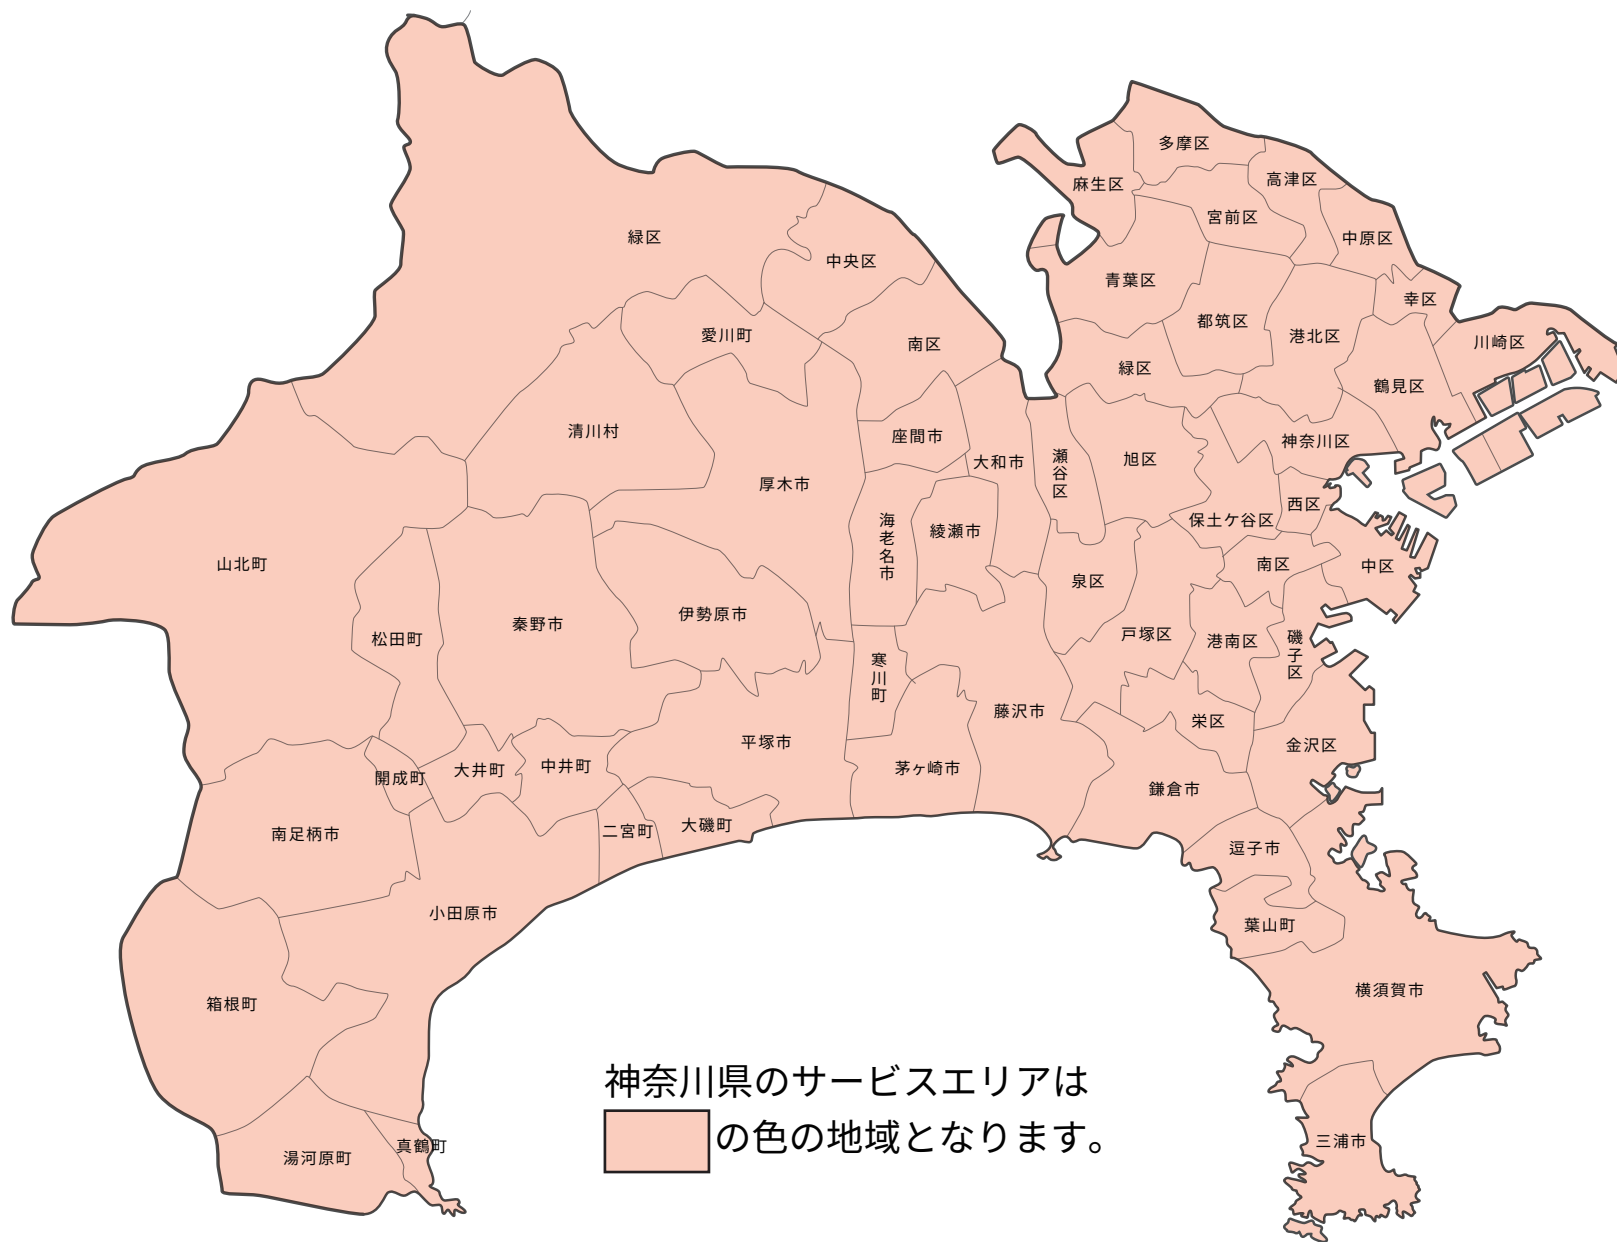 多摩区
麻生区
高津区
宮前区
中原区
緑区
中央区
青葉区
幸区
都筑区
愛川町
港北区
南区
川崎区
緑区
鶴見区
清川村
座間市
神奈川区
大和市
瀬谷区
旭区
厚木市
西区
保土ケ谷区
海老名市
綾瀬市
山北町
南区
中区
泉区
伊勢原市
秦野市
松田町
戸塚区
港南区
磯子区
寒川町
藤沢市
栄区
平塚市
金沢区
開成町
大井町
中井町
茅ヶ崎市
鎌倉市
南足柄市
二宮町
大磯町
逗子市
小田原市
葉山町
箱根町
横須賀市
神奈川県のサービスエリアは
の色の地域となります。
真鶴町
湯河原町
三浦市